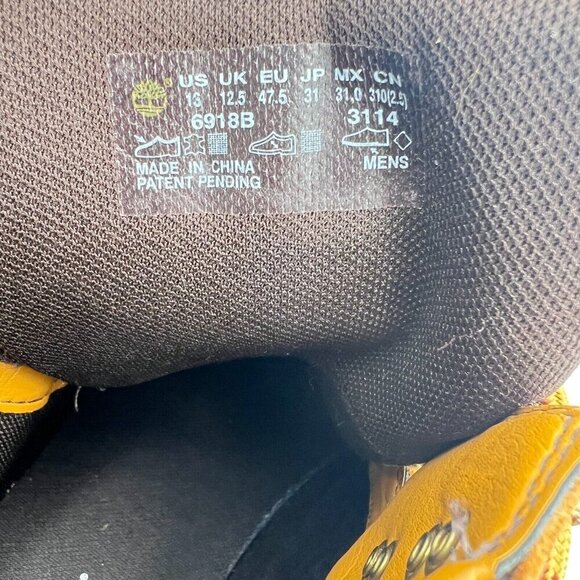 US UK EU JP MX CN
13 12.5 47.5 31 31.0 310(2.5)
6918B 3114
MADE IN CHINA MENS
PATENT PENDING